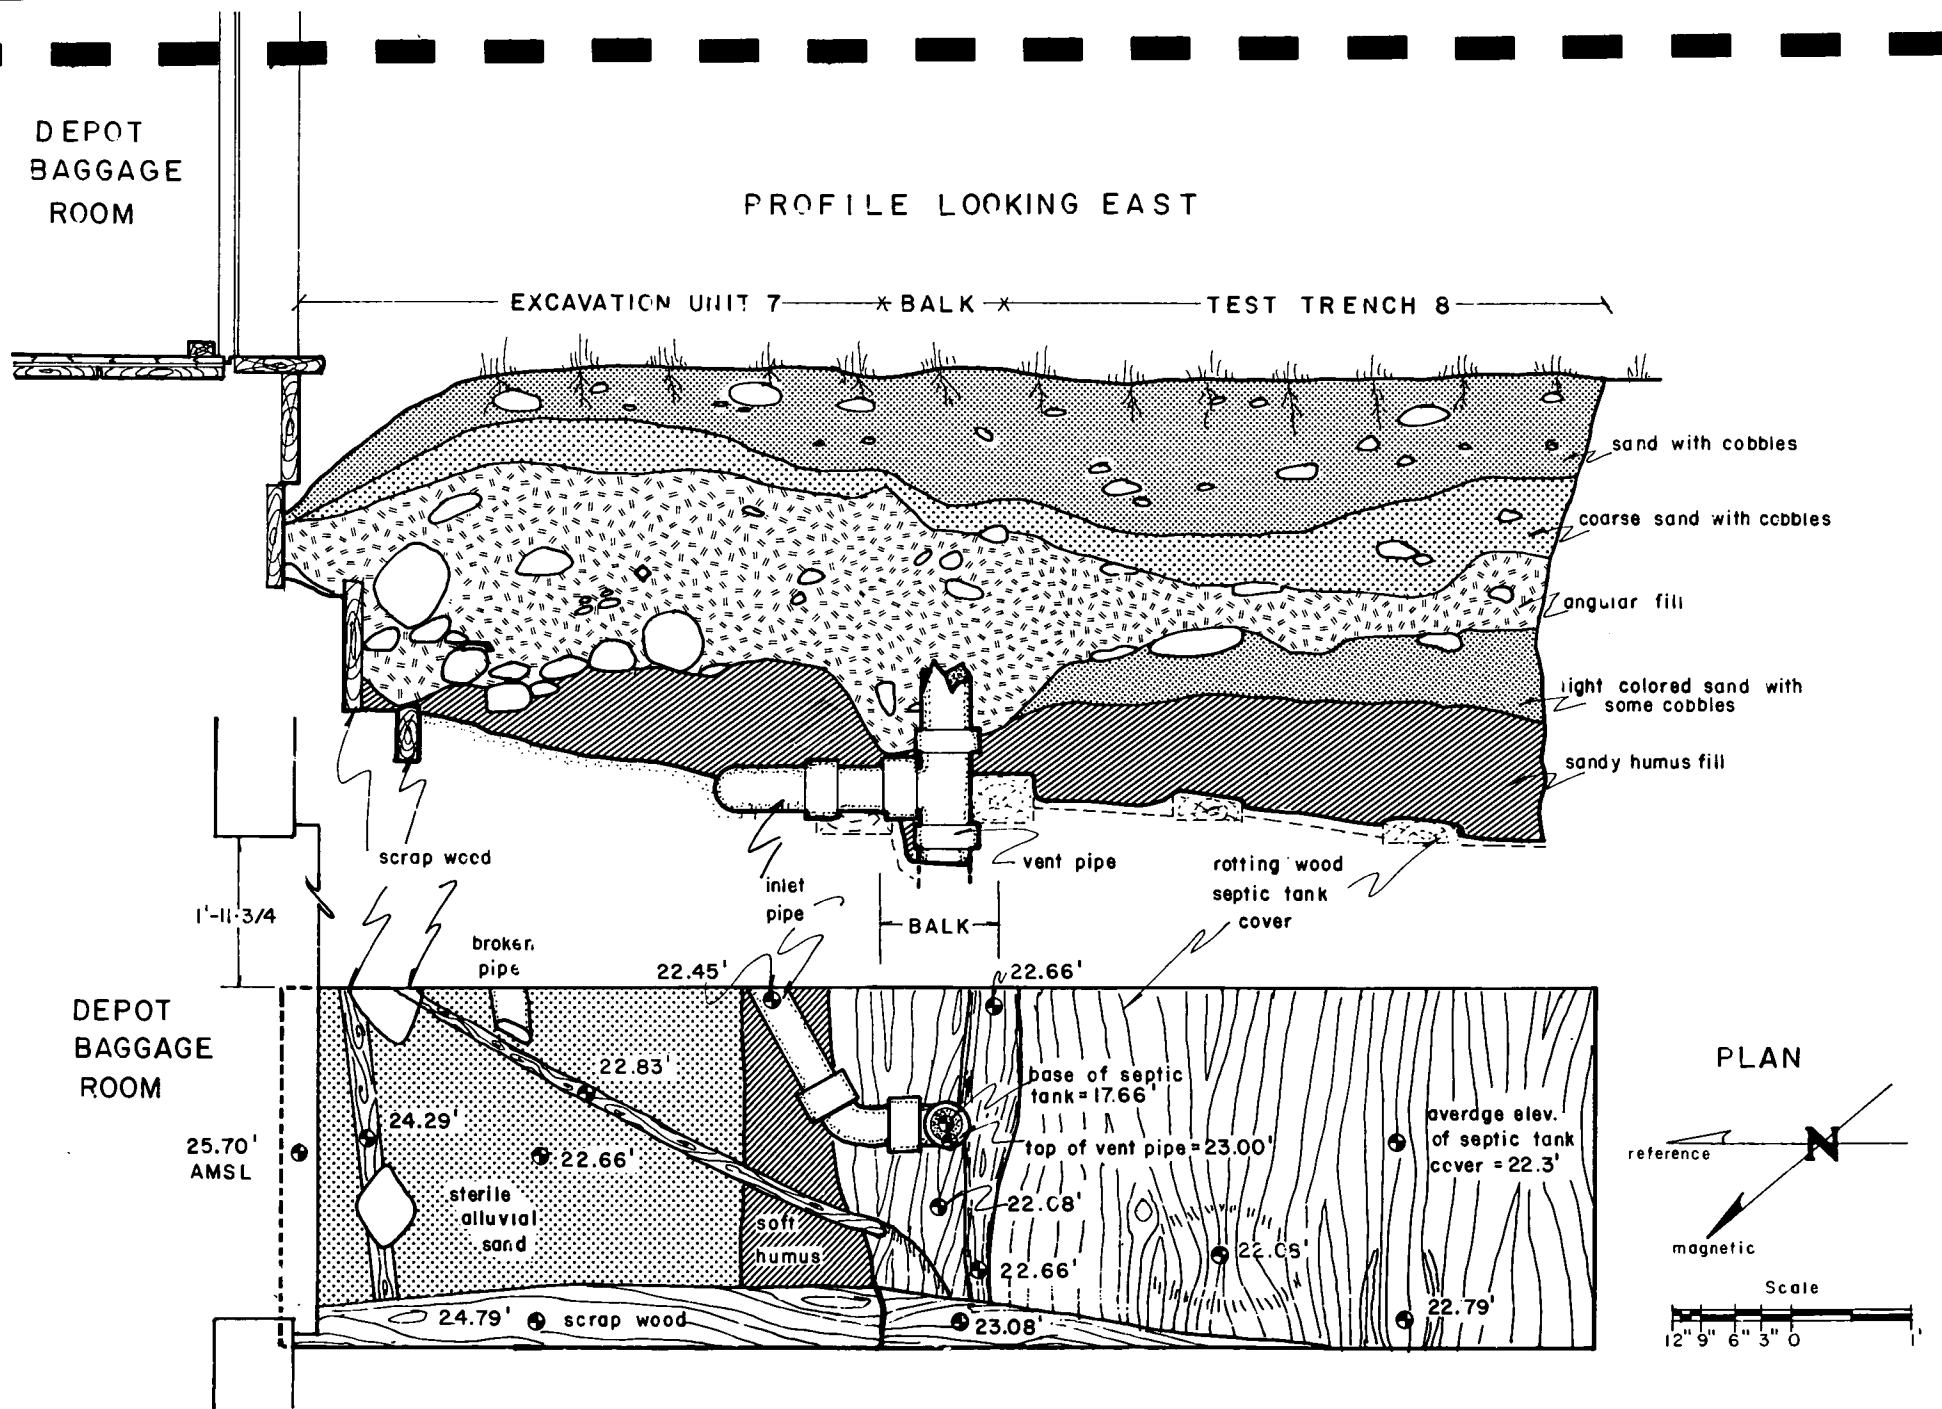 DEPOT
BAGGAGE
ROOM
PROFILE LOOKING EAST
EXCAVATION UNIT 7
BALK
TEST TRENCH 8
sand with cobbles
coarse sand with cobbles
angular fill
light colored sand with
some cobbles
sandy humus fill
scrap wood
inlet
pipe
vent pipe
rotting wood
septic tank
cover
1'-11-3/4
BALK
broken
pipe
22.45'
22.66'
DEPOT
BAGGAGE
ROOM
25.70'
AMSL
22.83'
24.29'
22.66'
sterile
alluvial
sand
soft
humus
base of septic
tank=17.66'
top of vent pipe=23.00'
22.08'
22.66'
22.08'
average elev.
of septic tank
cover = 22.3'
22.79'
24.79'
scrap wood
23.08'
PLAN
reference
N
magnetic
Scale
12" 9" 6" 3" 0 1'